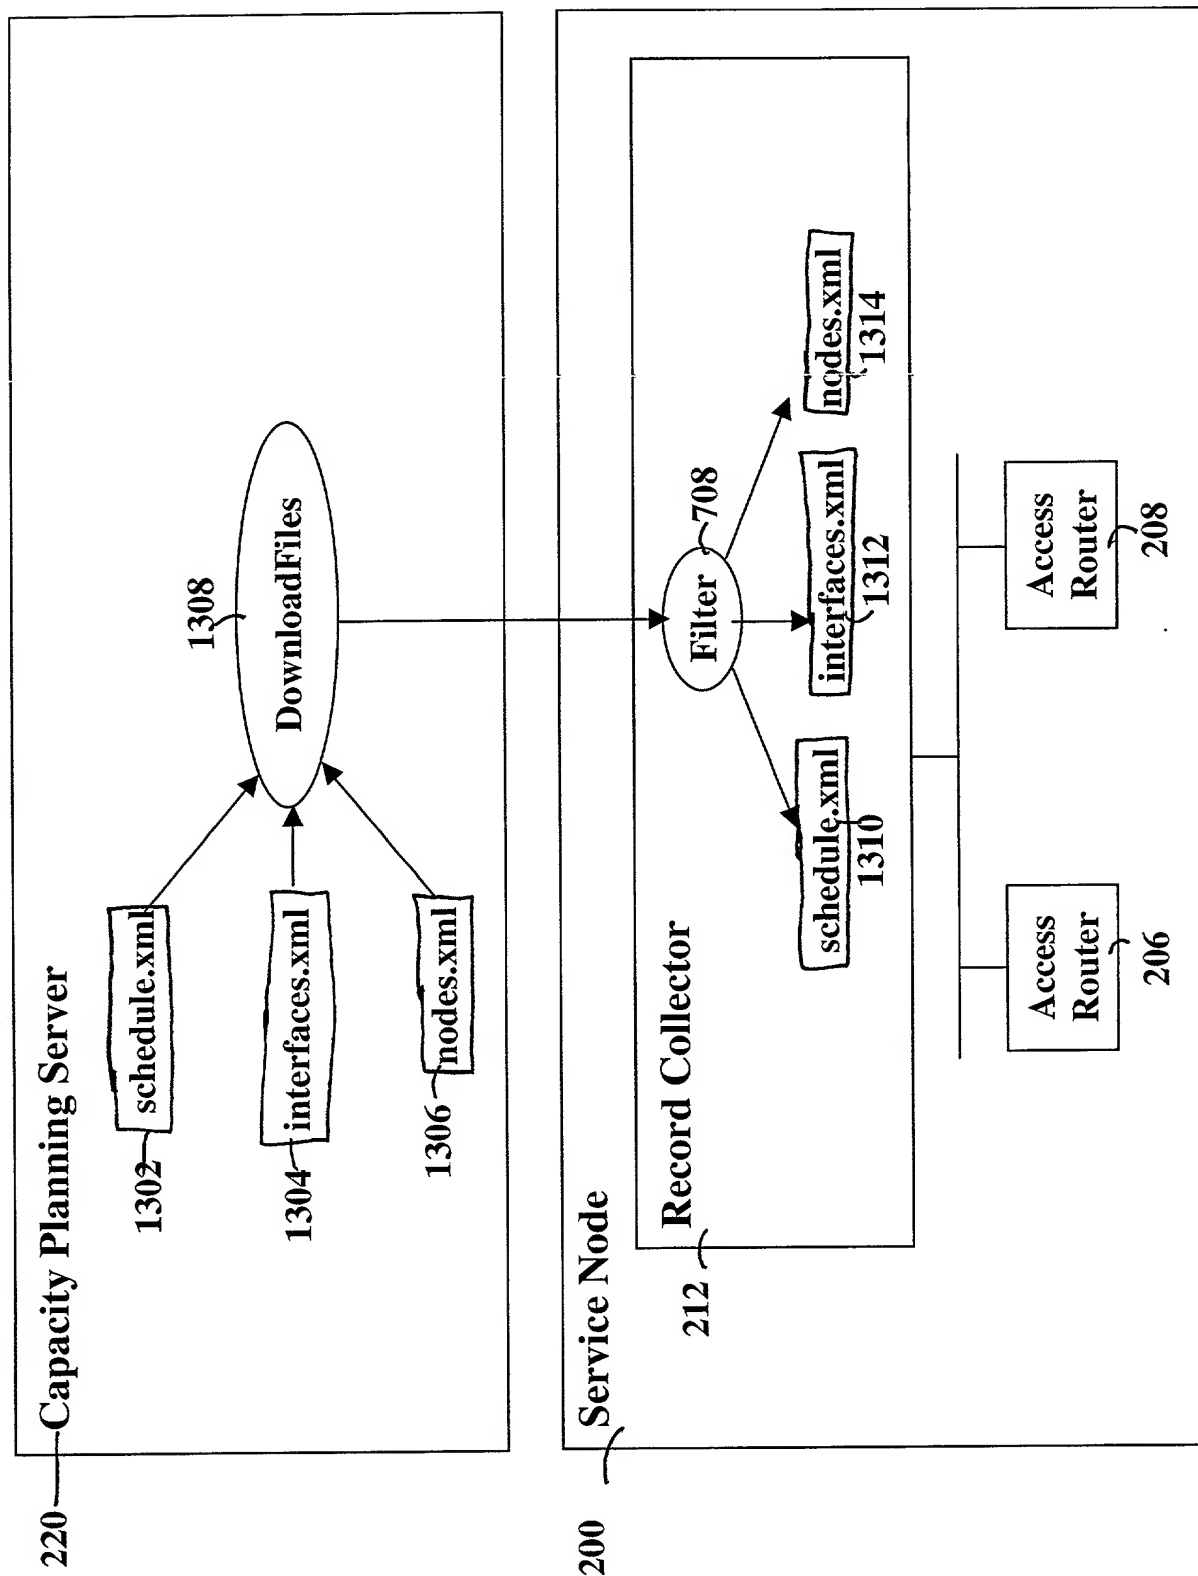 220
Capacity Planning Server
1302
schedule.xml
1304
interfaces.xml
1306
nodes.xml
1308
DownloadFiles
200
Service Node
212
Record Collector
Filter
708
schedule.xml
1310
interfaces.xml
1312
nodes.xml
1314
Access
Router
206
Access
Router
208